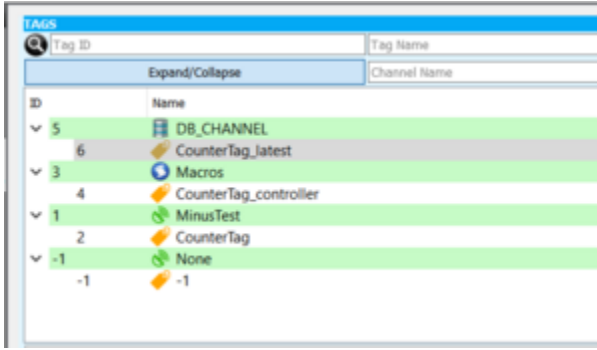 TAGS
Tag ID Tag Name
Expand/Collapse Channel Name
ID Name
5 DB_CHANNEL
6 CounterTag_latest
3 Macros
4 CounterTag_controller
1 MinusTest
2 CounterTag
-1 None
-1 -1